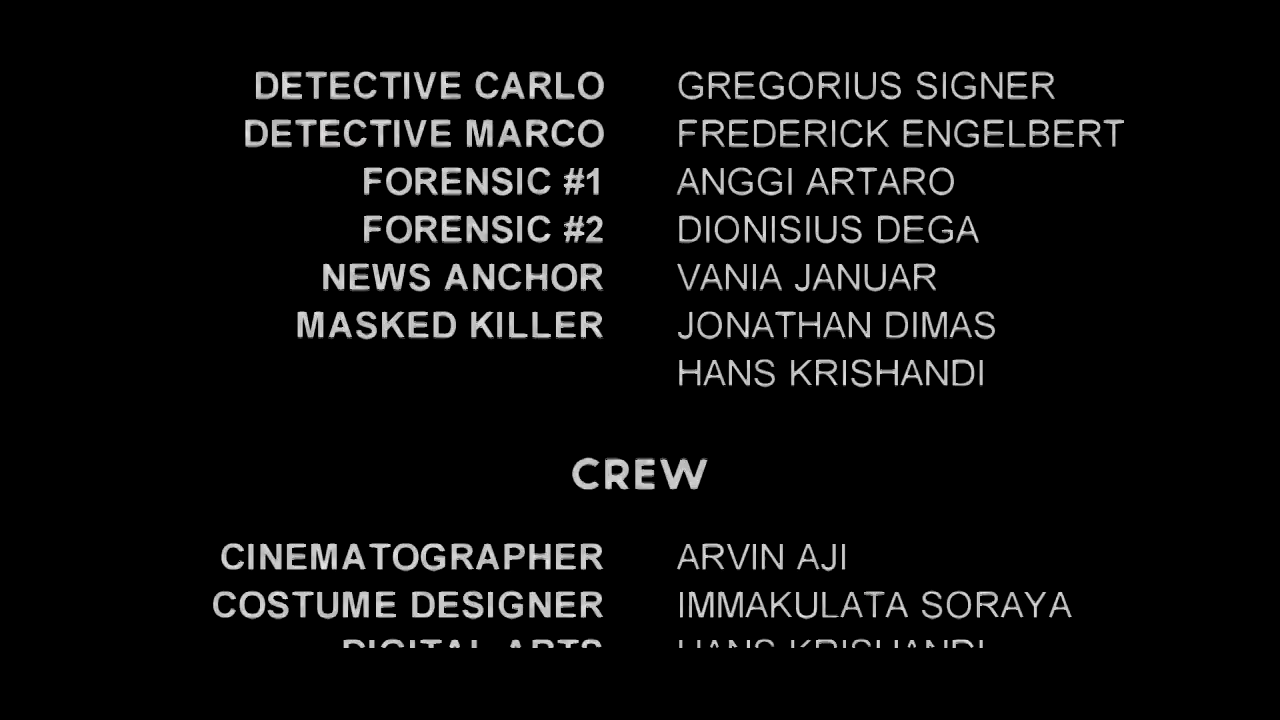 DETECTIVE CARLO GREGORIUS SIGNER
DETECTIVE MARCO FREDERICK ENGELBERT
FORENSIC #1 ANGGI ARTARO
FORENSIC #2 DIONISIUS DEGA
NEWS ANCHOR VANIA JANUAR
MASKED KILLER JONATHAN DIMAS
HANS KRISHANDI
CREW
CINEMATOGRAPHER ARVIN AJI
COSTUME DESIGNER IMMAKULATA SORAYA
DIGITAL ARTS HANS KRISHANDI